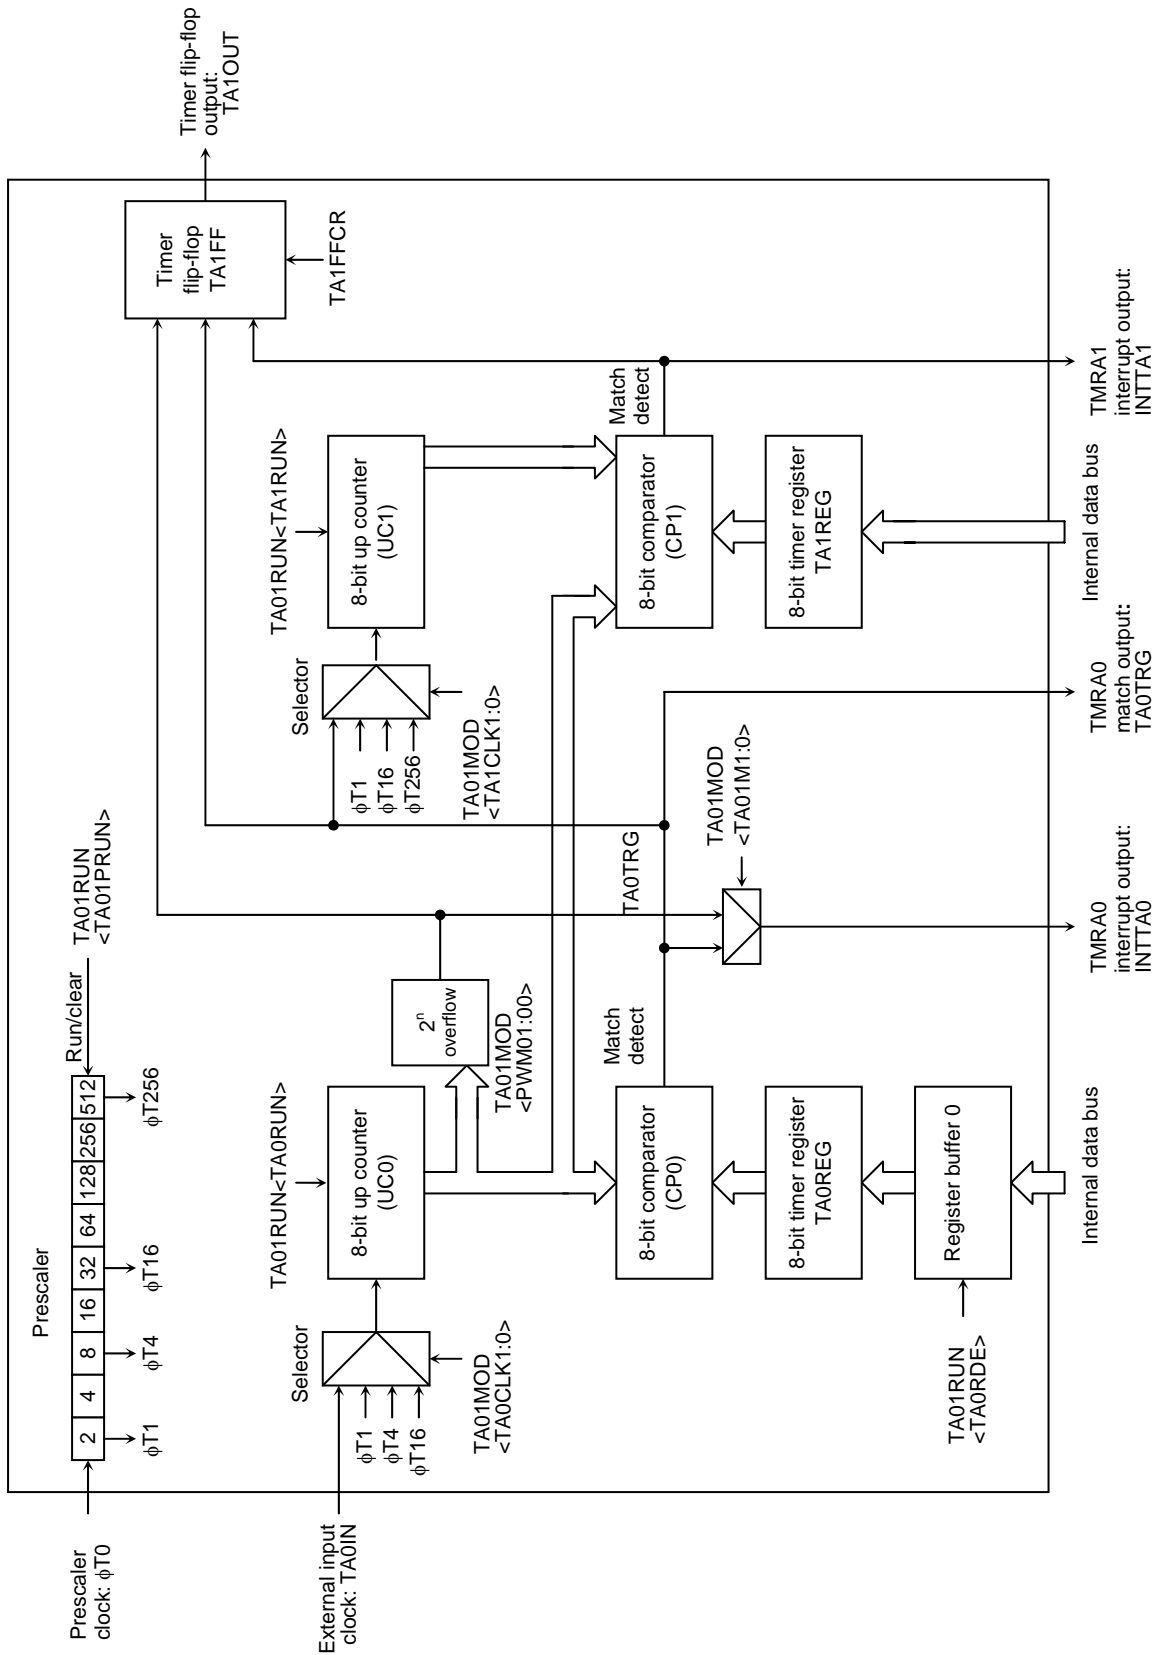 Prescaler
Prescaler
clock: φT0
2
4
8
16
32
64
128
256
512
Run/clear
TA01RUN
<TA01PRUN>
φT1
φT4
φT16
φT256
External input
clock: TA0IN
Selector
φT1
φT4
φT16
TA01MOD
<TA0CLK1:0>
TA01RUN<TA0RUN>
8-bit up counter
(UC0)
2n
overflow
TA01MOD
<PWM01:00>
Selector
φT1
φT16
φT256
TA01MOD
<TA1CLK1:0>
TA01RUN<TA1RUN>
8-bit up counter
(UC1)
Timer
flip-flop
TA1FF
TA1FFCR
Timer flip-flop
output:
TA1OUT
8-bit comparator
(CP0)
Match
detect
TA0TRG
TA01MOD
<TA01M1:0>
8-bit comparator
(CP1)
Match
detect
8-bit timer register
TA0REG
8-bit timer register
TA1REG
Register buffer 0
TA01RUN
<TA0RDE>
Internal data bus
TMRA0
interrupt output:
INTTA0
TMRA0
match output:
TA0TRG
Internal data bus
TMRA1
interrupt output:
INTTA1